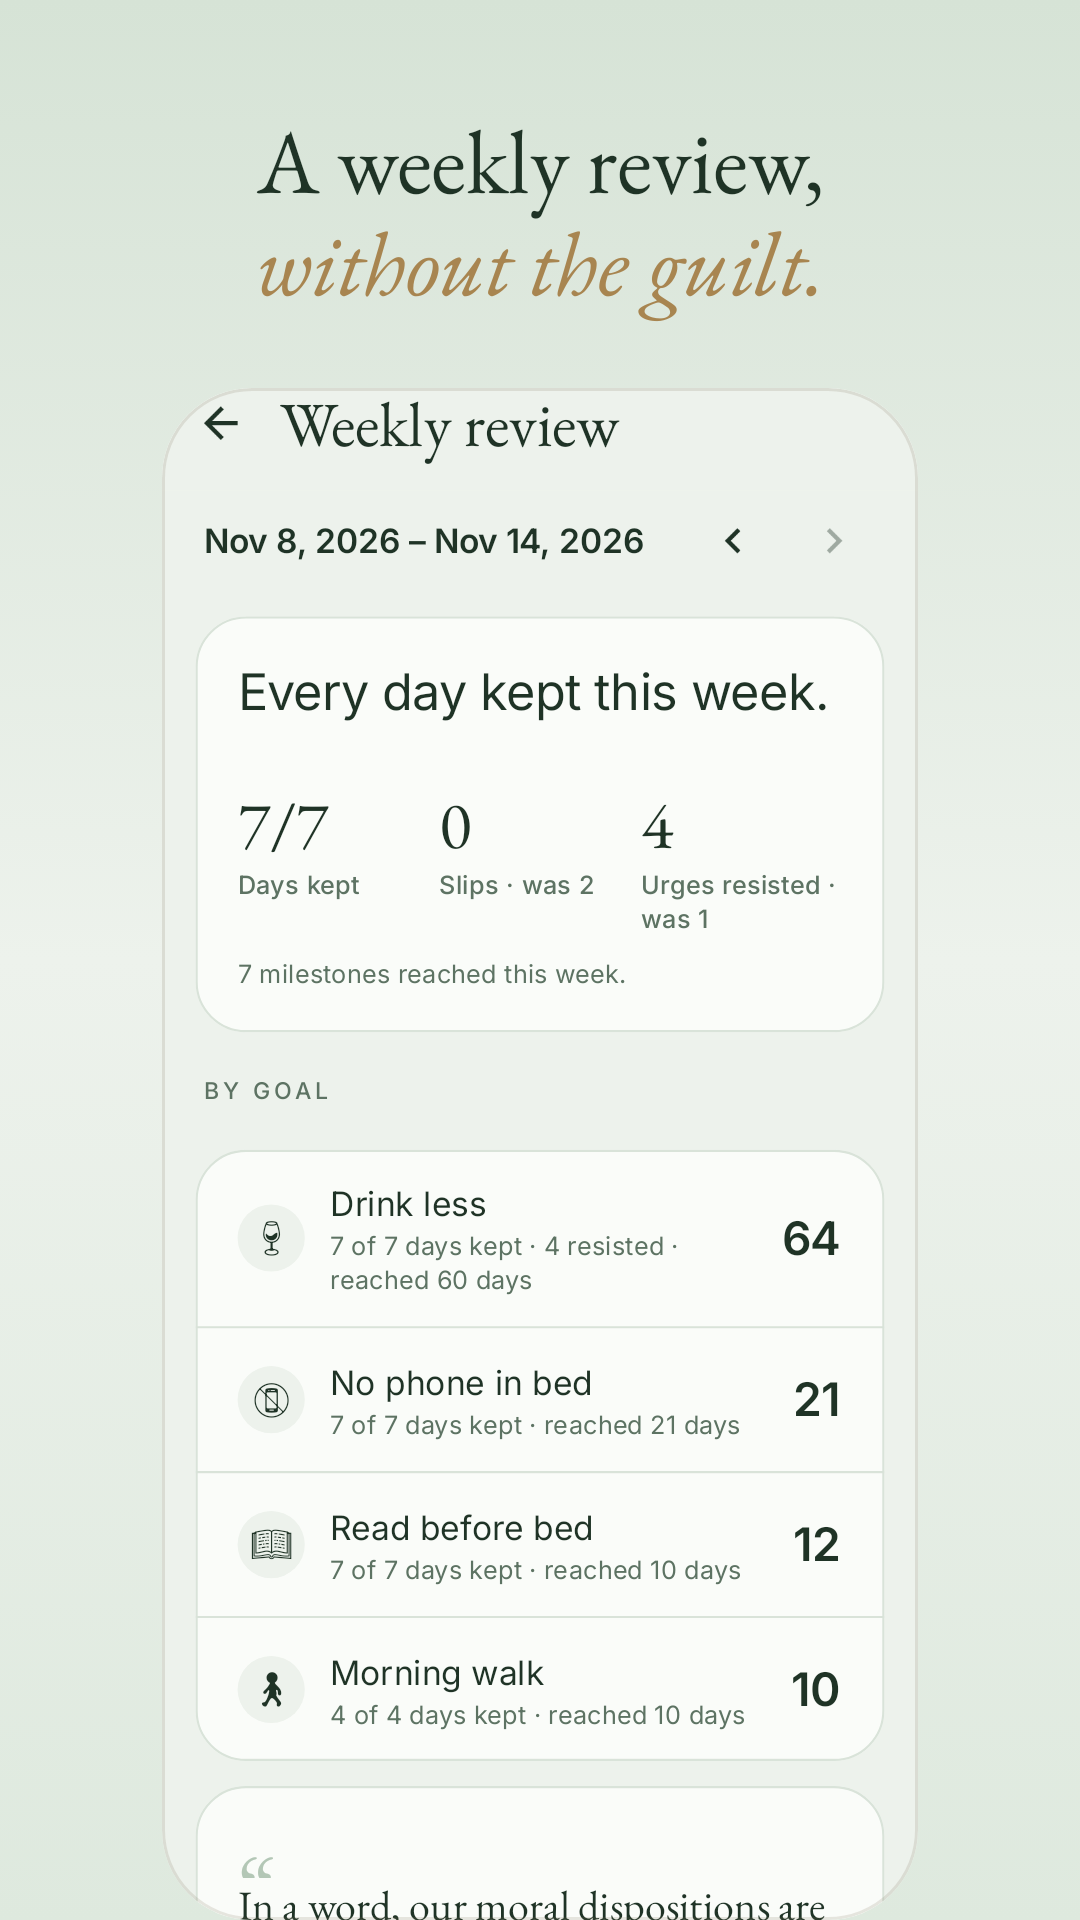 A weekly review,
without the guilt.
Weekly review
Nov 8, 2026 – Nov 14, 2026
Every day kept this week.
7/7
Days kept
0
Slips · was 2
4
Urges resisted ·
was 1
7 milestones reached this week.
BY GOAL
Drink less
7 of 7 days kept · 4 resisted ·
reached 60 days
64
No phone in bed
7 of 7 days kept · reached 21 days
21
Read before bed
7 of 7 days kept · reached 10 days
12
Morning walk
4 of 4 days kept · reached 10 days
10
“
In a word, our moral dispositions are